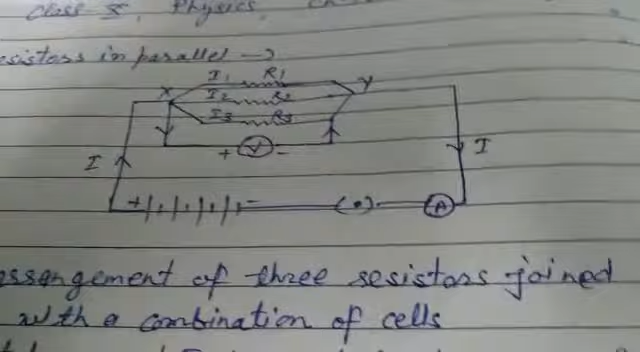 Class X, Physics,
esistors in parallel →
I1 R1
X I2 R2 Y
I3 R3
+ V -
I I
+ - (•) A
arrangement of three resistors joined
with a combination of cells